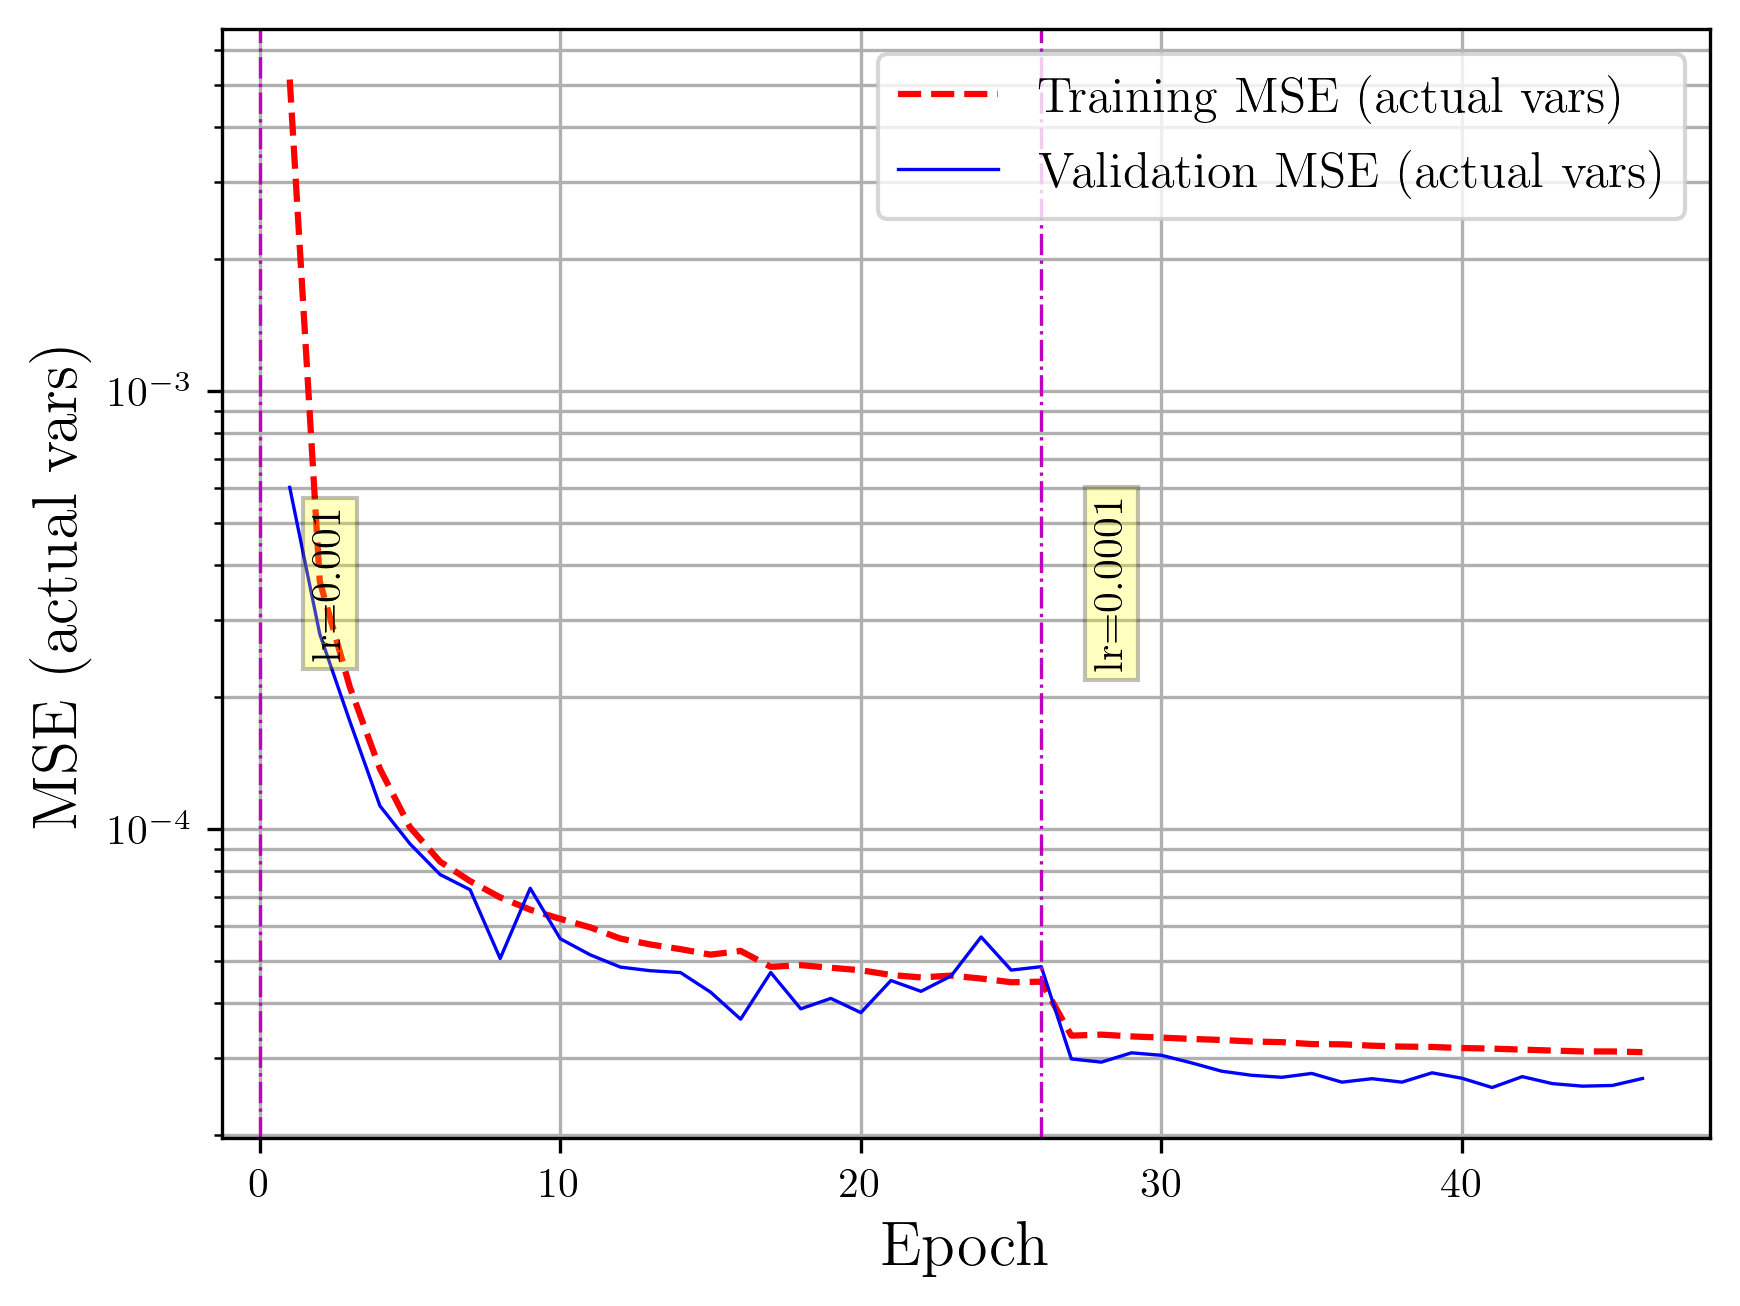 Training MSE (actual vars)
Validation MSE (actual vars)
MSE (actual vars)
10⁻³
10⁻⁴
lr=0.001
lr=0.0001
0 10 20 30 40
Epoch